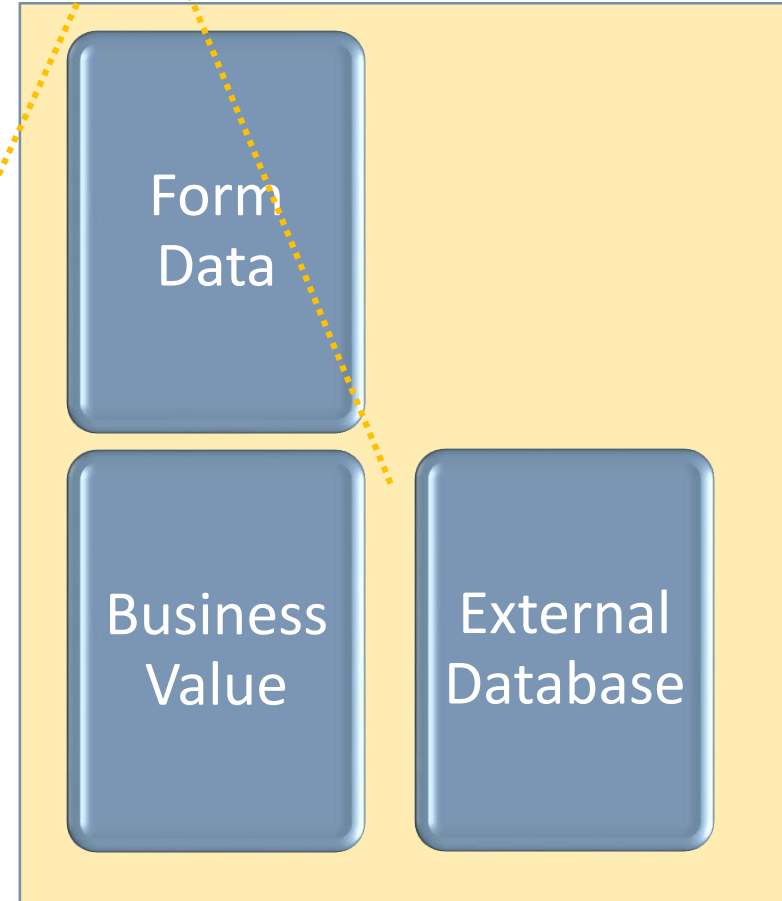 Form
Data
Business
Value
External
Database